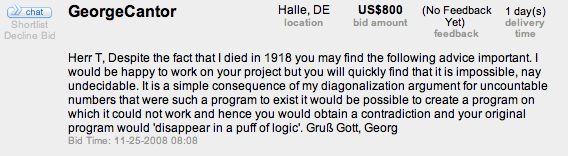 chat GeorgeCantor Halle, DE US$800 (No Feedback 1 day(s)
Shortlist location bid amount Yet) delivery
Decline Bid feedback time
Herr T, Despite the fact that I died in 1918 you may find the following advice important. I
would be happy to work on your project but you will quickly find that it is impossible, nay
undecidable. It is a simple consequence of my diagonalization argument for uncountable
numbers that were such a program to exist it would be possible to create a program on
which it could not work and hence you would obtain a contradiction and your original
program would 'disappear in a puff of logic'. Gruß Gott, Georg
Bid Time: 11-25-2008 08:08